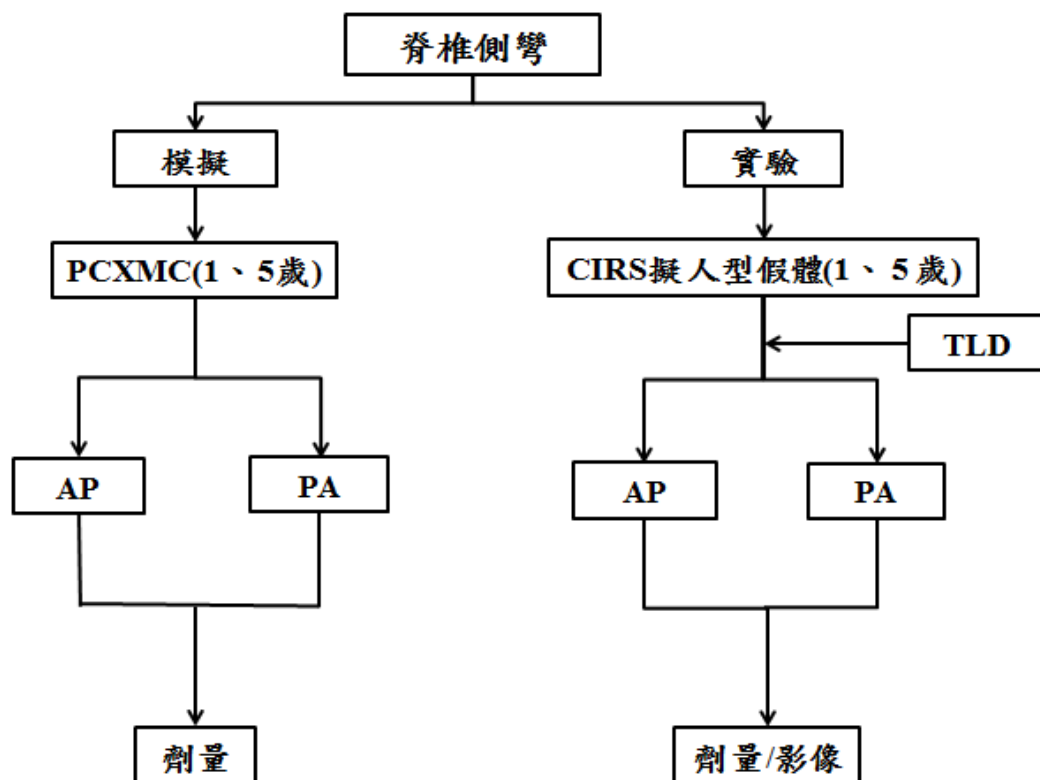 脊椎側彎
模擬
實驗
PCXMC(1、5歲)
CIRS擬人型假體(1、5歲)
TLD
AP
PA
AP
PA
劑量
劑量/影像